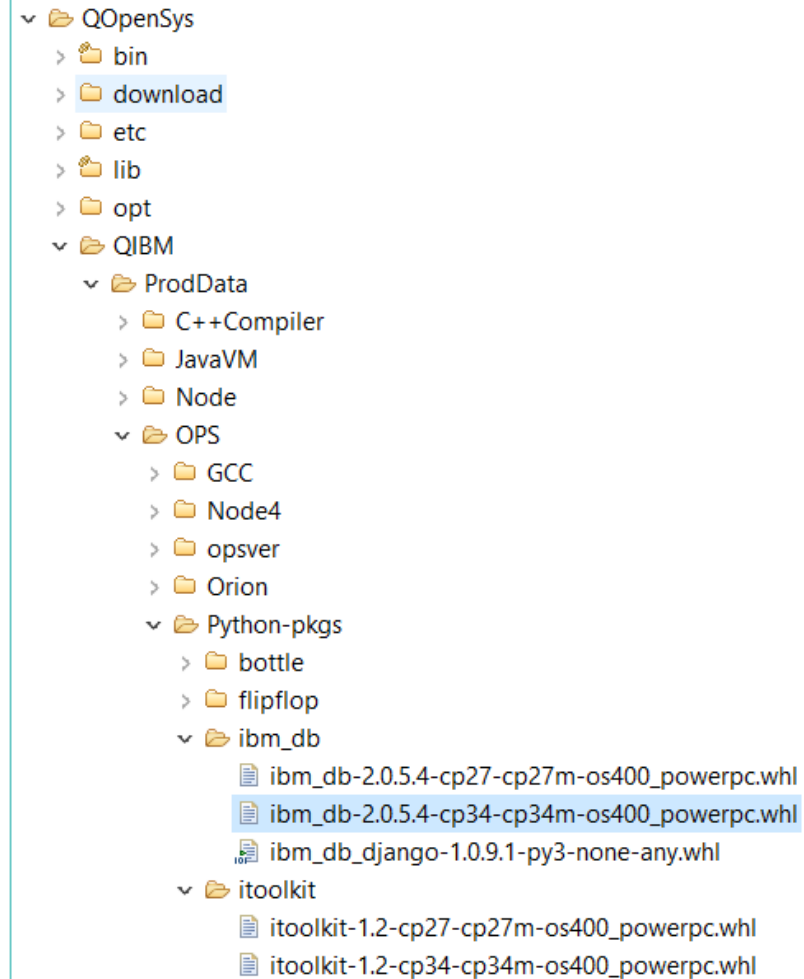 QOpenSys
bin
download
etc
lib
opt
QIBM
ProdData
C++Compiler
JavaVM
Node
OPS
GCC
Node4
opsver
Orion
Python-pkgs
bottle
flipflop
ibm_db
ibm_db-2.0.5.4-cp27-cp27m-os400_powerpc.whl
ibm_db-2.0.5.4-cp34-cp34m-os400_powerpc.whl
ibm_db_django-1.0.9.1-py3-none-any.whl
itoolkit
itoolkit-1.2-cp27-cp27m-os400_powerpc.whl
itoolkit-1.2-cp34-cp34m-os400_powerpc.whl